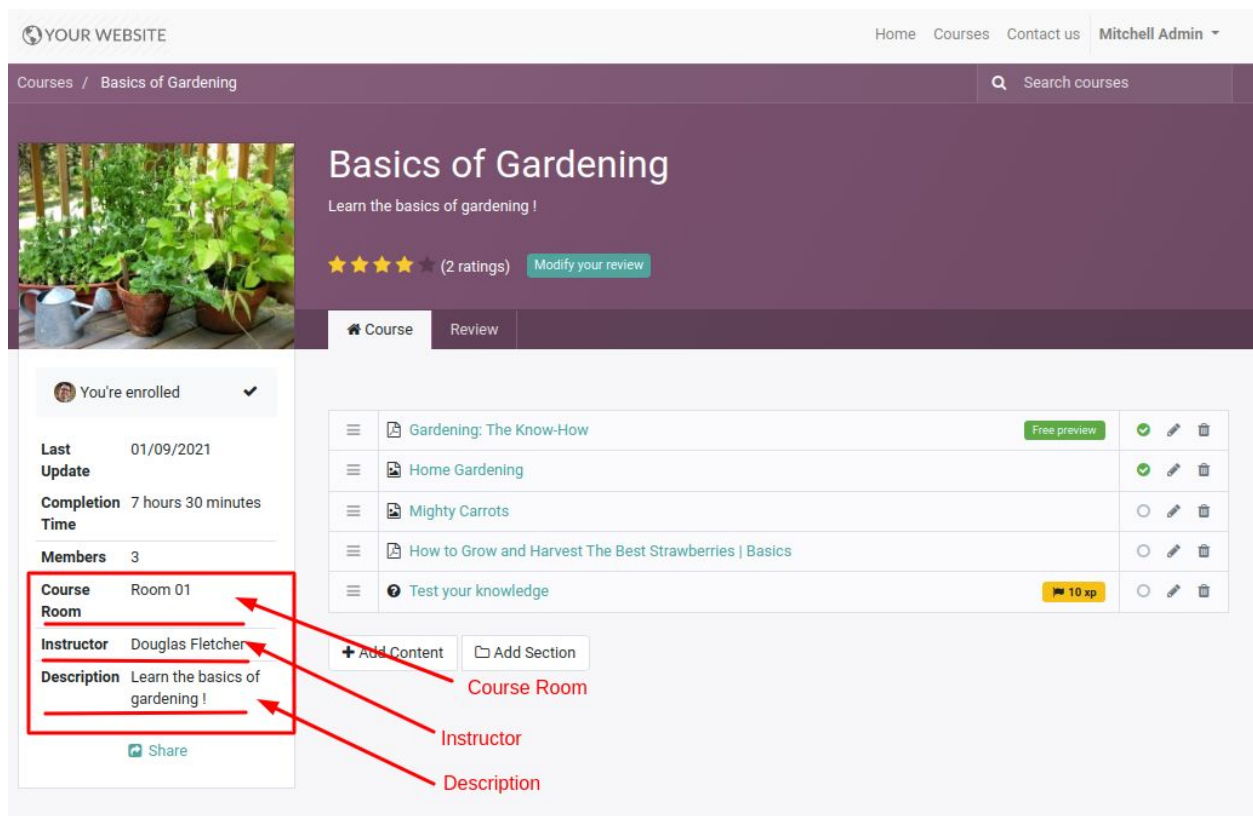 YOUR WEBSITE
Home Courses Contact us Mitchell Admin
Courses / Basics of Gardening
Search courses
Basics of Gardening
Learn the basics of gardening !
(2 ratings) Modify your review
Course Review
You're enrolled
Last Update 01/09/2021
Completion Time 7 hours 30 minutes
Members 3
Course Room Room 01
Instructor Douglas Fletcher
Description Learn the basics of
gardening !
Share
Gardening: The Know-How Free preview
Home Gardening
Mighty Carrots
How to Grow and Harvest The Best Strawberries | Basics
Test your knowledge 10 xp
Add Content Add Section
Course Room
Instructor
Description